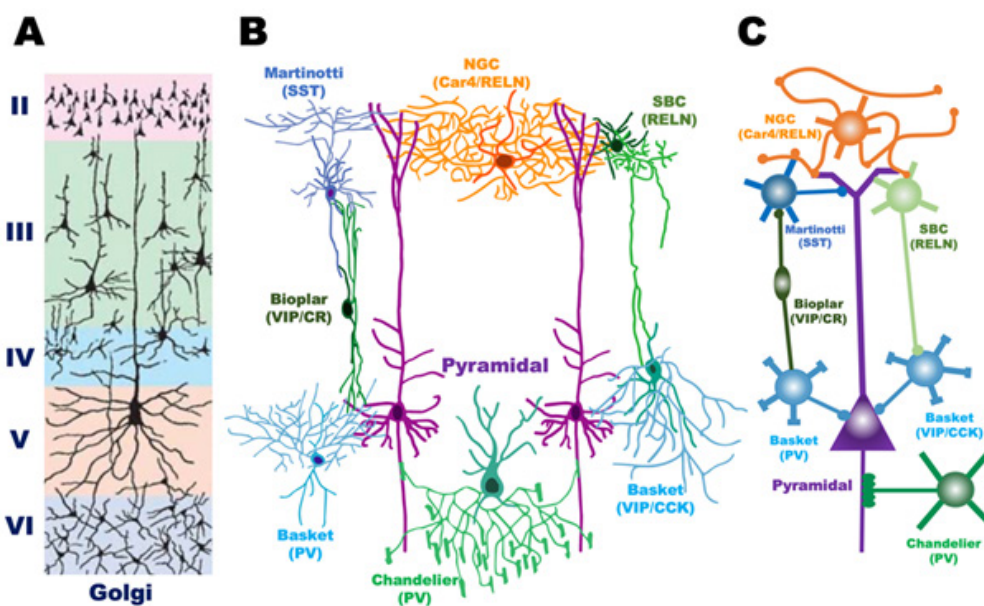 A
II
III
IV
V
VI
Golgi
B
Martinotti
(SST)
NGC
(Car4/RELN)
SBC
(RELN)
Bioplar
(VIP/CR)
Pyramidal
Basket
(PV)
Chandelier
(PV)
Basket
(VIP/CCK)
C
NGC
(Car4/RELN)
Martinotti
(SST)
SBC
(RELN)
Bioplar
(VIP/CR)
Basket
(PV)
Basket
(VIP/CCK)
Pyramidal
Chandelier
(PV)